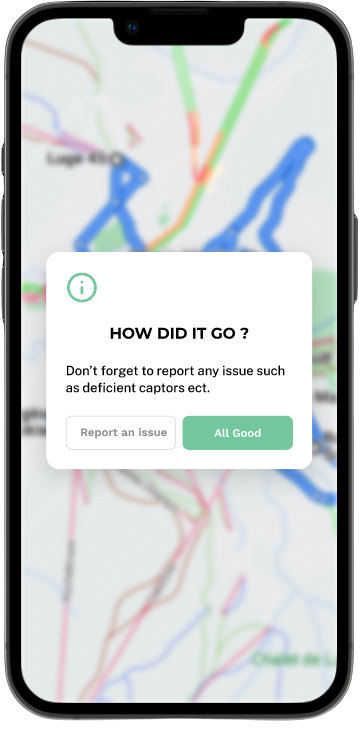 Luge 45
HOW DID IT GO ?
Don't forget to report any issue such
as deficient captors ect.
Report an issue
All Good
Chalet de L